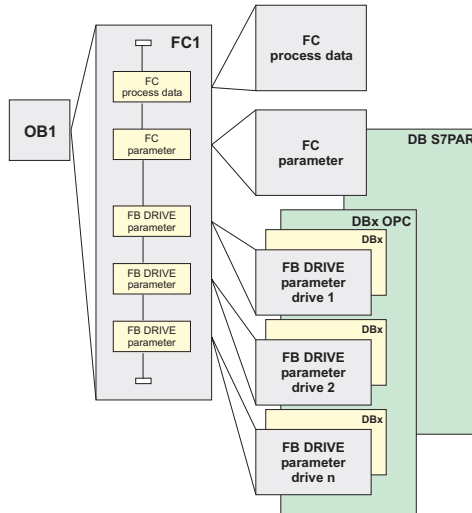 OB1
FC1
FC
process data
FC
parameter
FB DRIVE
parameter
FB DRIVE
parameter
FB DRIVE
parameter
FC
process data
FC
parameter
DB S7PAR
DBx OPC
DBx
FB DRIVE
parameter
drive 1
DBx
FB DRIVE
parameter
drive 2
DBx
FB DRIVE
parameter
drive n